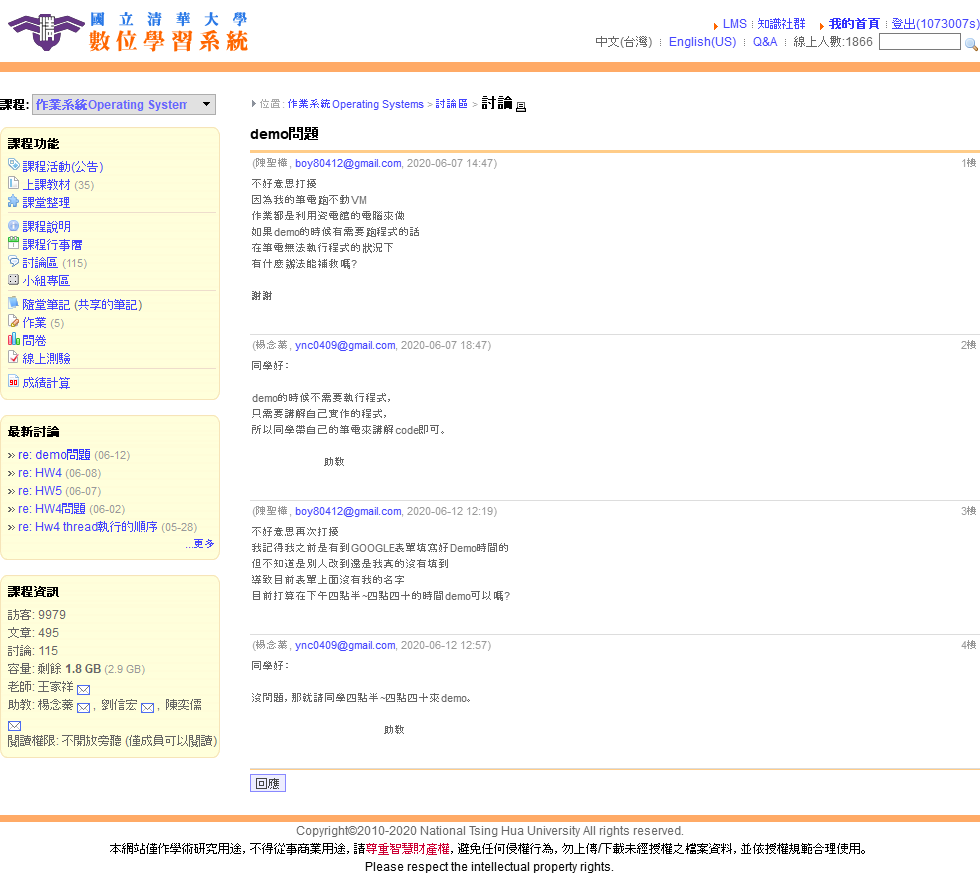 國立清華大學
數位學習系統
LMS 知識社群 我的首頁 登出(1073007s)
中文(台灣) English(US) Q&A 線上人數:1866
課程: 作業系統Operating System
位置: 作業系統Operating Systems > 討論區 > 討論
課程功能
課程活動(公告)
上課教材 (35)
課堂整理
課程說明
課程行事曆
討論區 (115)
小組專區
隨堂筆記 (共享的筆記)
作業 (5)
問卷
線上測驗
成績計算
最新討論
» re: demo問題 (06-12)
» re: HW4 (06-08)
» re: HW5 (06-07)
» re: HW4問題 (06-02)
» re: Hw4 thread執行的順序 (05-28)
...更多
課程資訊
訪客: 9979
文章: 495
討論: 115
容量: 剩餘 1.8 GB (2.9 GB)
老師: 王家祥
助教: 楊念蓁 , 劉信宏 , 陳奕儒
閱讀權限: 不開放旁聽 (僅成員可以閱讀)
demo問題
(陳聖樺, boy80412@gmail.com, 2020-06-07 14:47) 1樓
不好意思打擾
因為我的筆電跑不動VM
作業都是利用資電館的電腦來做
如果demo的時候有需要跑程式的話
在筆電無法執行程式的狀況下
有什麼辦法能補救嗎?
謝謝
(楊念蓁, ync0409@gmail.com, 2020-06-07 18:47) 2樓
同學好：
demo的時候不需要執行程式，
只需要講解自己實作的程式，
所以同學帶自己的筆電來講解code即可。
助教
(陳聖樺, boy80412@gmail.com, 2020-06-12 12:19) 3樓
不好意思再次打擾
我記得我之前是有到GOOGLE表單填寫好Demo時間的
但不知道是別人改到還是我真的沒有填到
導致目前表單上面沒有我的名字
目前打算在下午四點半~四點四十的時間demo可以嗎?
(楊念蓁, ync0409@gmail.com, 2020-06-12 12:57) 4樓
同學好：
沒問題，那就請同學四點半~四點四十來demo。
助教
回應
Copyright©2010-2020 National Tsing Hua University All rights reserved.
本網站僅作學術研究用途，不得從事商業用途，請尊重智慧財產權，避免任何侵權行為，勿上傳/下載未經授權之檔案資料，並依授權規範合理使用。
Please respect the intellectual property rights.